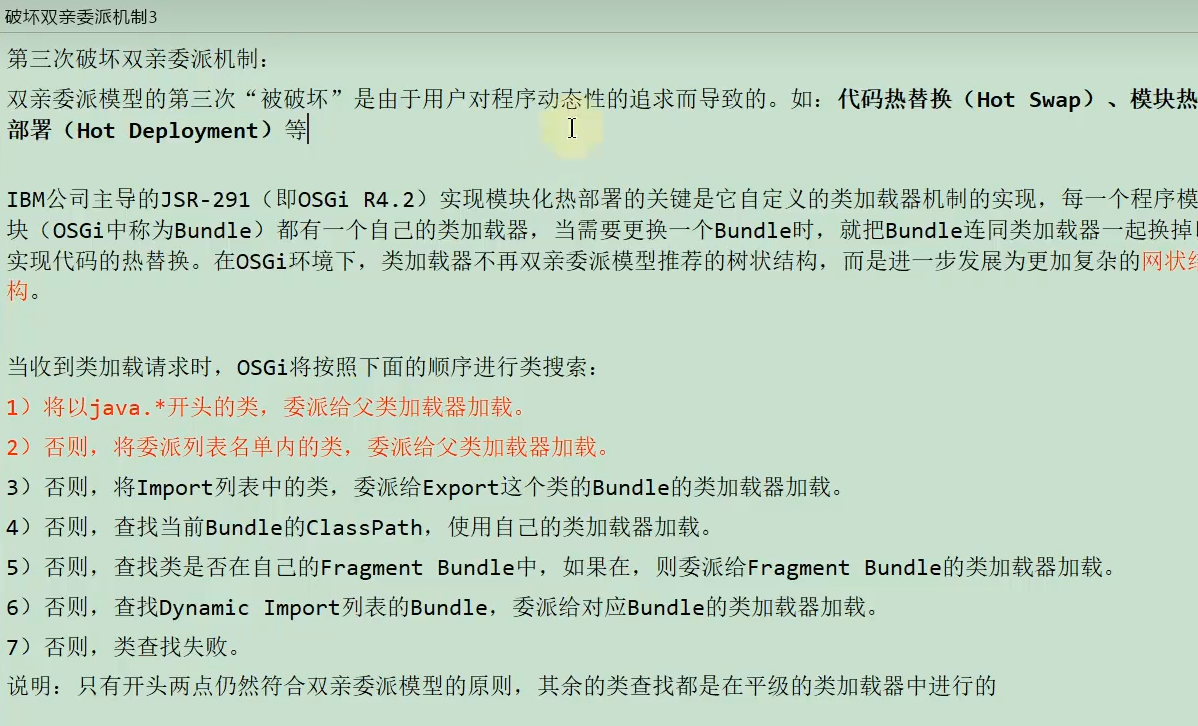 破坏双亲委派机制3
第三次破坏双亲委派机制：
双亲委派模型的第三次“被破坏”是由于用户对程序动态性的追求而导致的。如：代码热替换（Hot Swap）、模块热
部署（Hot Deployment）等
IBM公司主导的JSR-291（即OSGi R4.2）实现模块化热部署的关键是它自定义的类加载器机制的实现，每一个程序模
块（OSGi中称为Bundle）都有一个自己的类加载器，当需要更换一个Bundle时，就把Bundle连同类加载器一起换掉
实现代码的热替换。在OSGi环境下，类加载器不再双亲委派模型推荐的树状结构，而是进一步发展为更加复杂的网状结
构。
当收到类加载请求时，OSGi将按照下面的顺序进行类搜索：
1）将以java.*开头的类，委派给父类加载器加载。
2）否则，将委派列表名单内的类，委派给父类加载器加载。
3）否则，将Import列表中的类，委派给Export这个类的Bundle的类加载器加载。
4）否则，查找当前Bundle的ClassPath，使用自己的类加载器加载。
5）否则，查找类是否在自己的Fragment Bundle中，如果在，则委派给Fragment Bundle的类加载器加载。
6）否则，查找Dynamic Import列表的Bundle，委派给对应Bundle的类加载器加载。
7）否则，类查找失败。
说明：只有开头两点仍然符合双亲委派模型的原则，其余的类查找都是在平级的类加载器中进行的